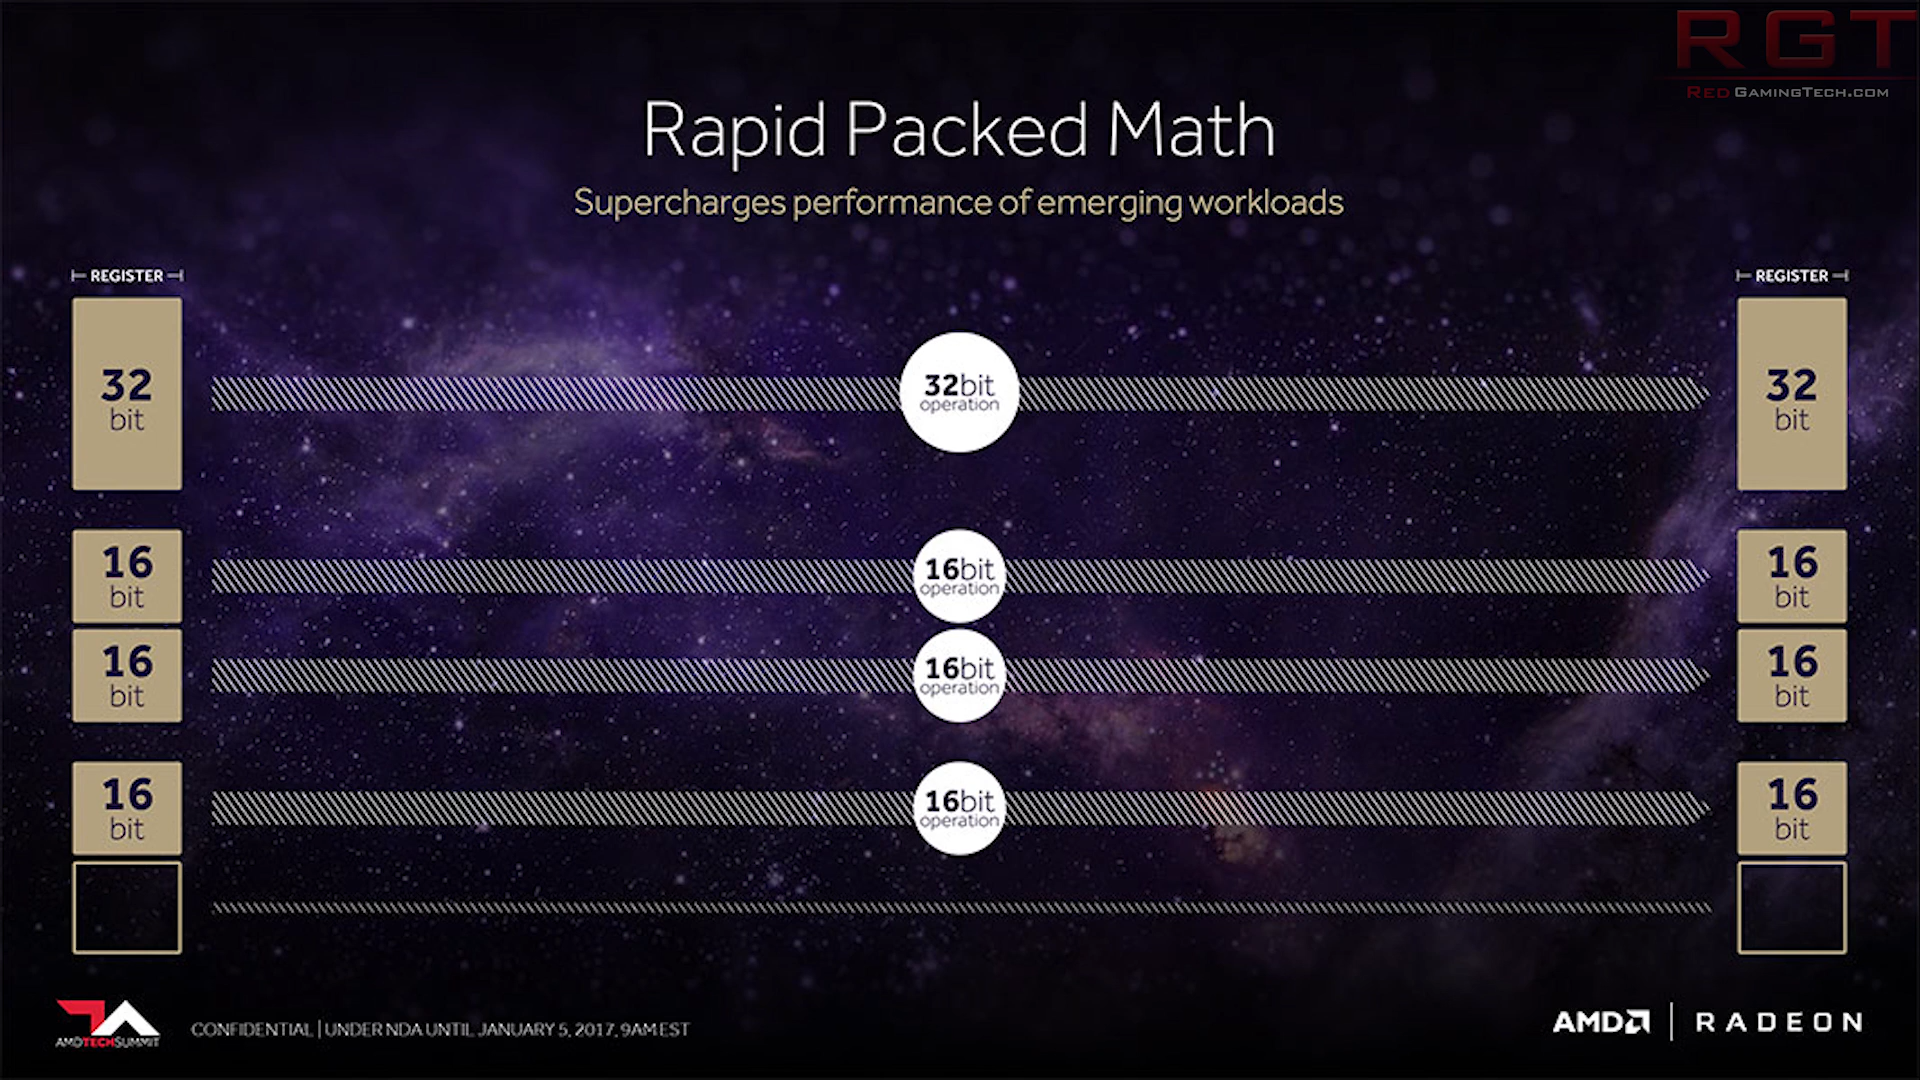 RGT
RED GAMINGTECH.COM
Rapid Packed Math
Supercharges performance of emerging workloads
REGISTER
REGISTER
32
bit
32bit
operation
32
bit
16
bit
16bit
operation
16
bit
16
bit
16bit
operation
16
bit
16
bit
16bit
operation
16
bit
AMDTECHSUMMIT
CONFIDENTIAL | UNDER NDA UNTIL JANUARY 5, 2017, 9AM EST
AMD
RADEON